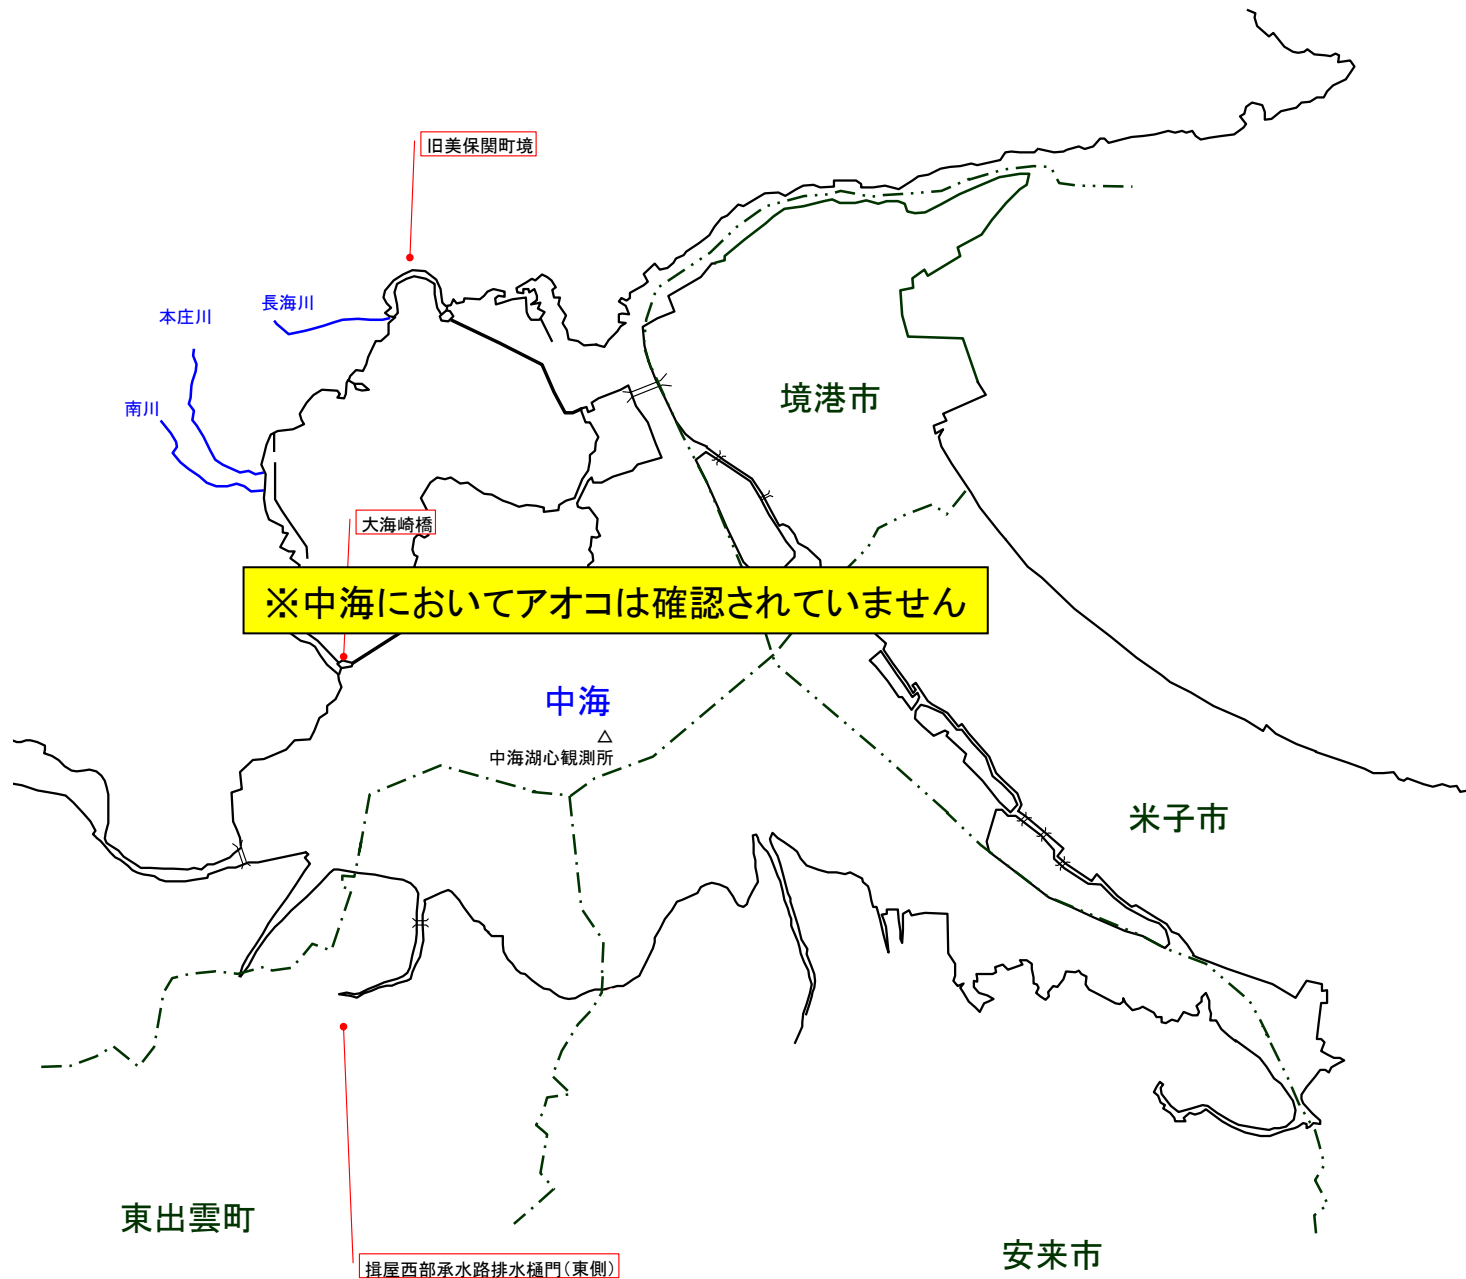 旧美保関町境
長海川
本庄川
南川
境港市
大海崎橋
※中海においてアオコは確認されていません
中海
△
中海湖心観測所
米子市
東出雲町
安来市
揖屋西部承水路排水樋門(東側)